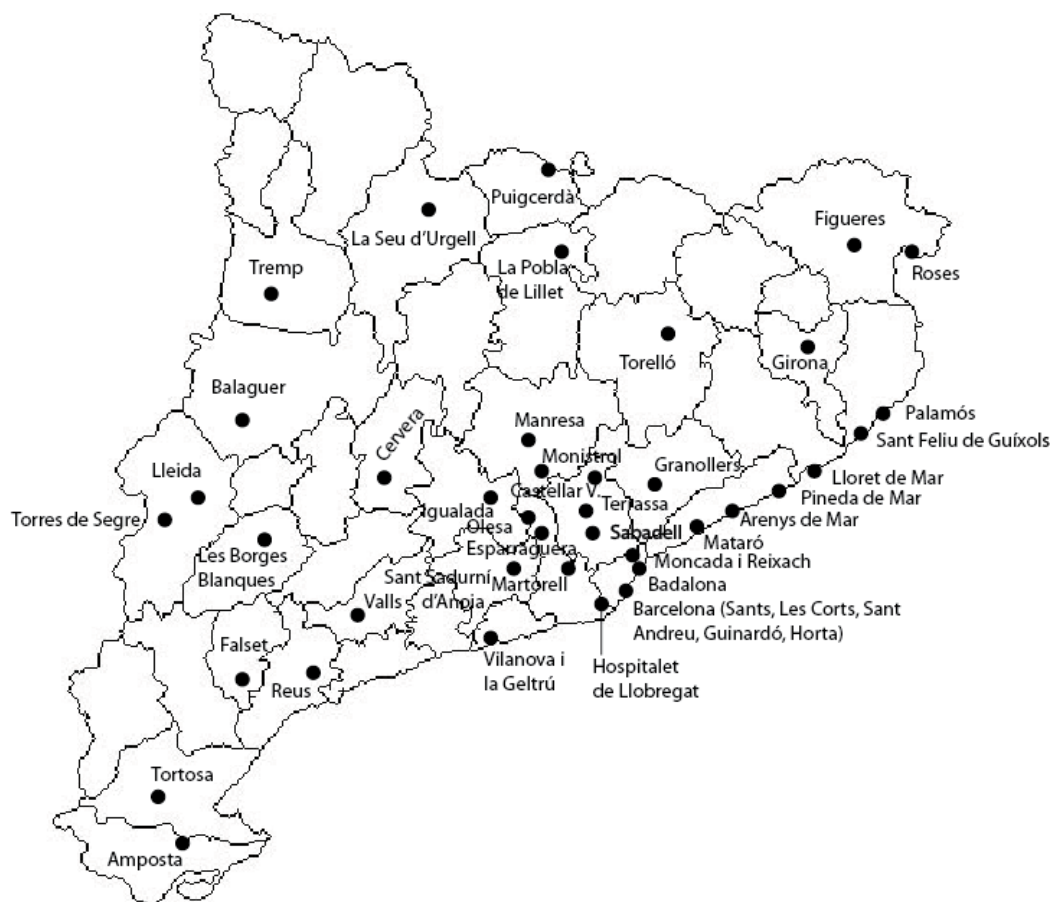 Puigcerdà
Figueres
La Seu d'Urgell
Tremp
La Pobla
de Lillet
Roses
Torelló
Girona
Balaguer
Palamós
Cervera
Manresa
Sant Feliu de Guíxols
Lleida
Monistrol
Granollers
Lloret de Mar
Castellar V.
Pineda de Mar
Igualada
Terrassa
Torres de Segre
Olesa
Arenys de Mar
Sabadell
Mataró
Les Borges
Blanques
Esparraguera
Moncada i Reixach
Sant Sadurní
d'Anoia
Martorell
Badalona
Valls
Barcelona (Sants, Les Corts, Sant
Andreu, Guinardó, Horta)
Falset
Vilanova i
la Geltrú
Hospitalet
de Llobregat
Reus
Tortosa
Amposta